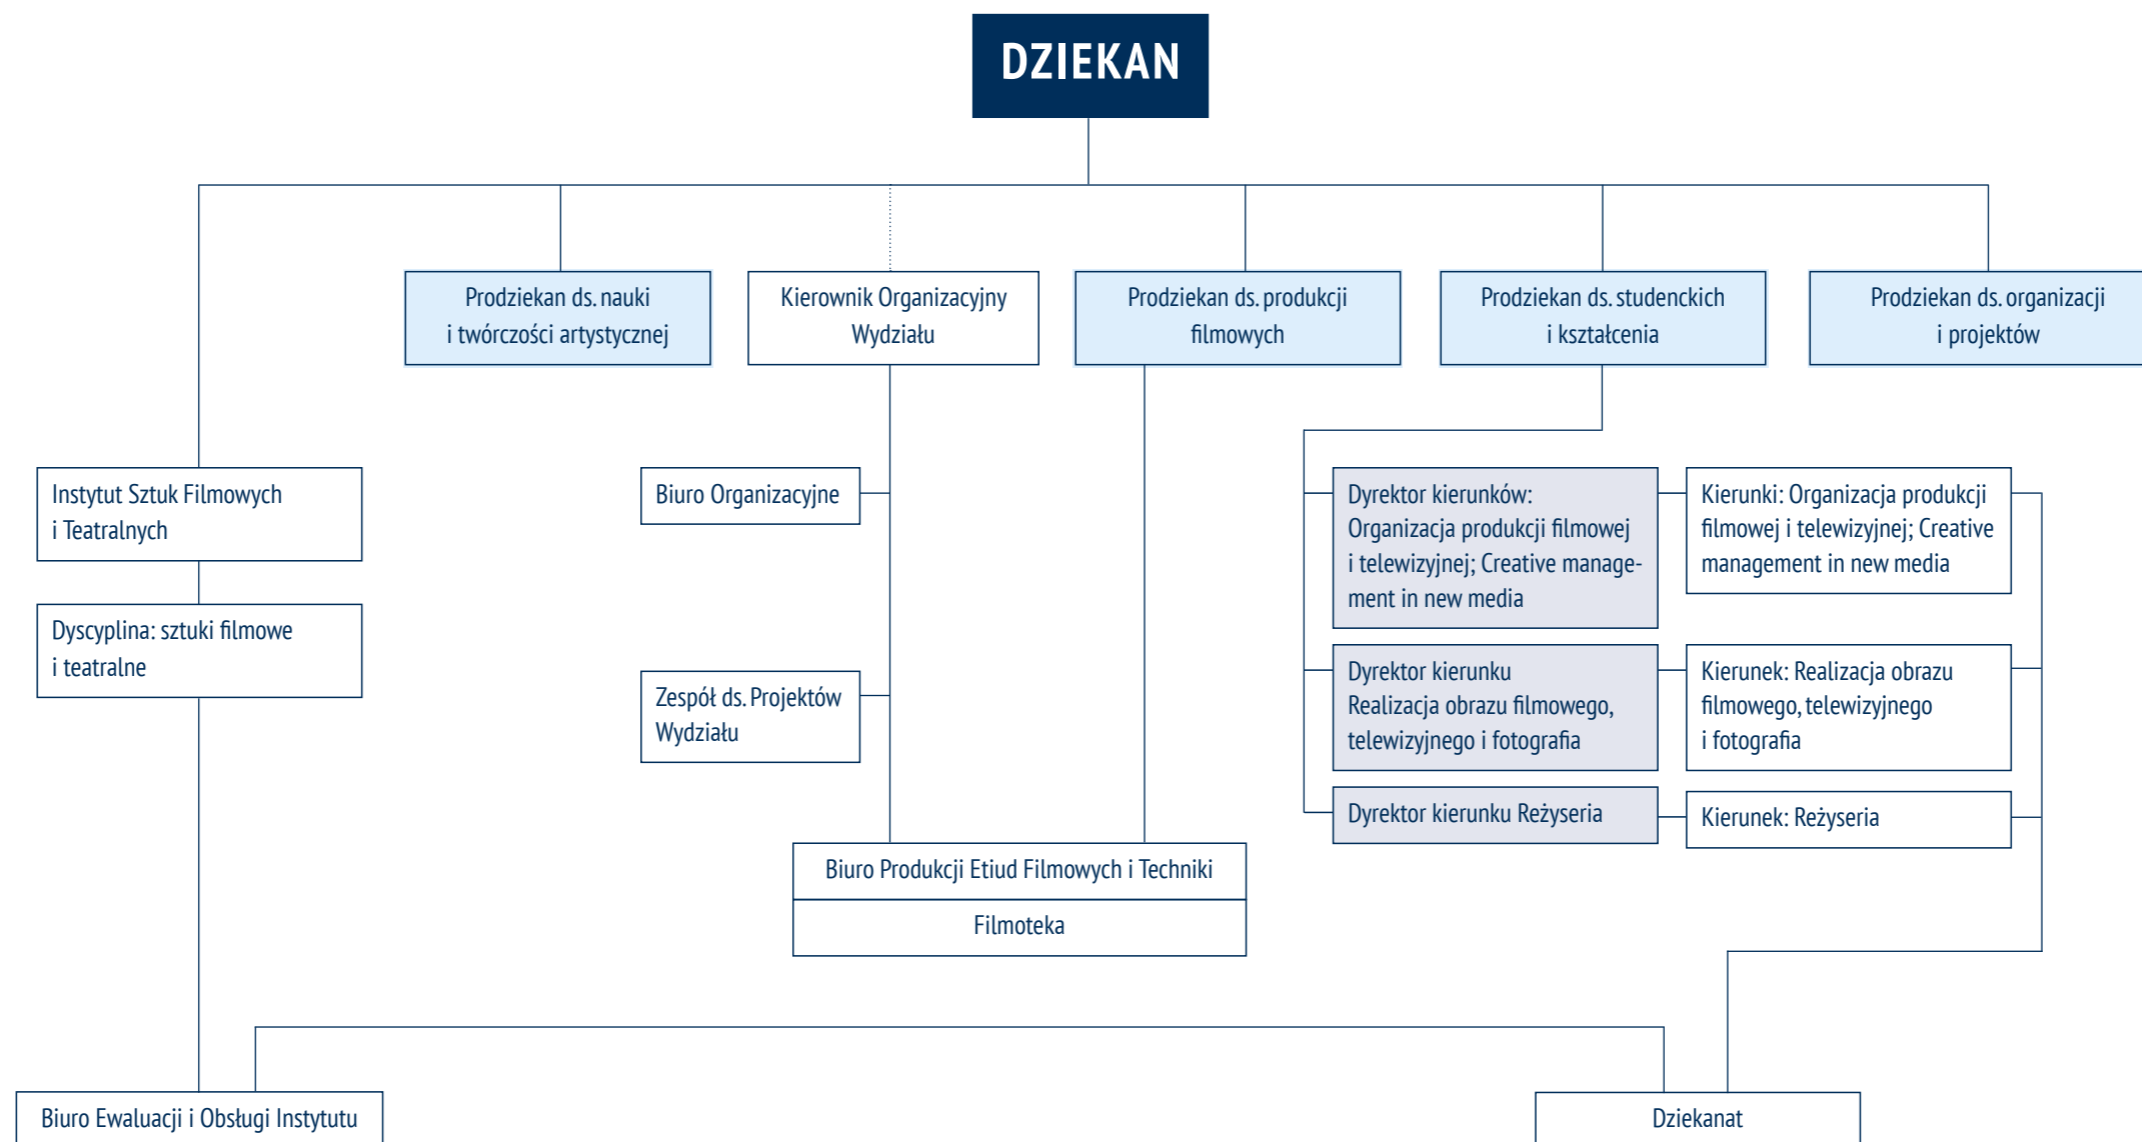 DZIEKAN
Prodziekan ds. nauki
i twórczości artystycznej
Kierownik Organizacyjny
Wydziału
Prodziekan ds. produkcji
filmowych
Prodziekan ds. studenckich
i kształcenia
Prodziekan ds. organizacji
i projektów
Instytut Sztuk Filmowych
i Teatralnych
Dyscyplina: sztuki filmowe
i teatralne
Biuro Organizacyjne
Zespół ds. Projektów
Wydziału
Biuro Produkcji Etiud Filmowych i Techniki
Filmoteka
Dyrektor kierunków:
Organizacja produkcji filmowej
i telewizyjnej; Creative manage-
ment in new media
Kierunki: Organizacja produkcji
filmowej i telewizyjnej; Creative
management in new media
Dyrektor kierunku
Realizacja obrazu filmowego,
telewizyjnego i fotografia
Kierunek: Realizacja obrazu
filmowego, telewizyjnego
i fotografia
Dyrektor kierunku Reżyseria
Kierunek: Reżyseria
Biuro Ewaluacji i Obsługi Instytutu
Dziekanat